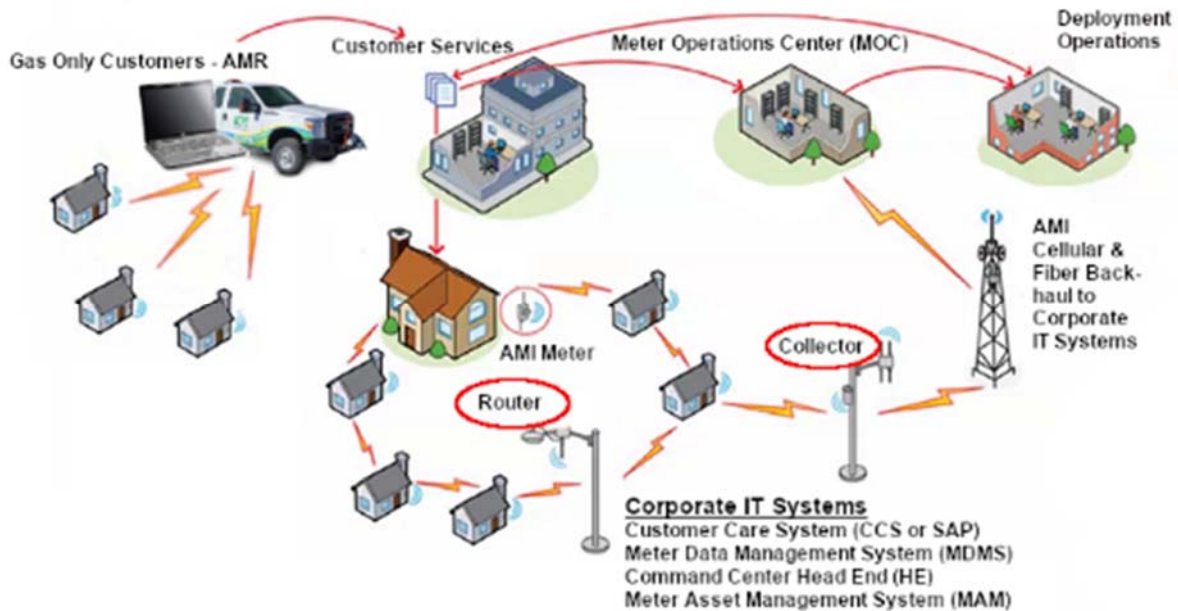 Deployment
Operations
Customer Services
Meter Operations Center (MOC)
Gas Only Customers - AMR
AMI
Cellular &
Fiber Back-
haul to
Corporate
IT Systems
AMI Meter
Collector
Router
Corporate IT Systems
Customer Care System (CCS or SAP)
Meter Data Management System (MDMS)
Command Center Head End (HE)
Meter Asset Management System (MAM)